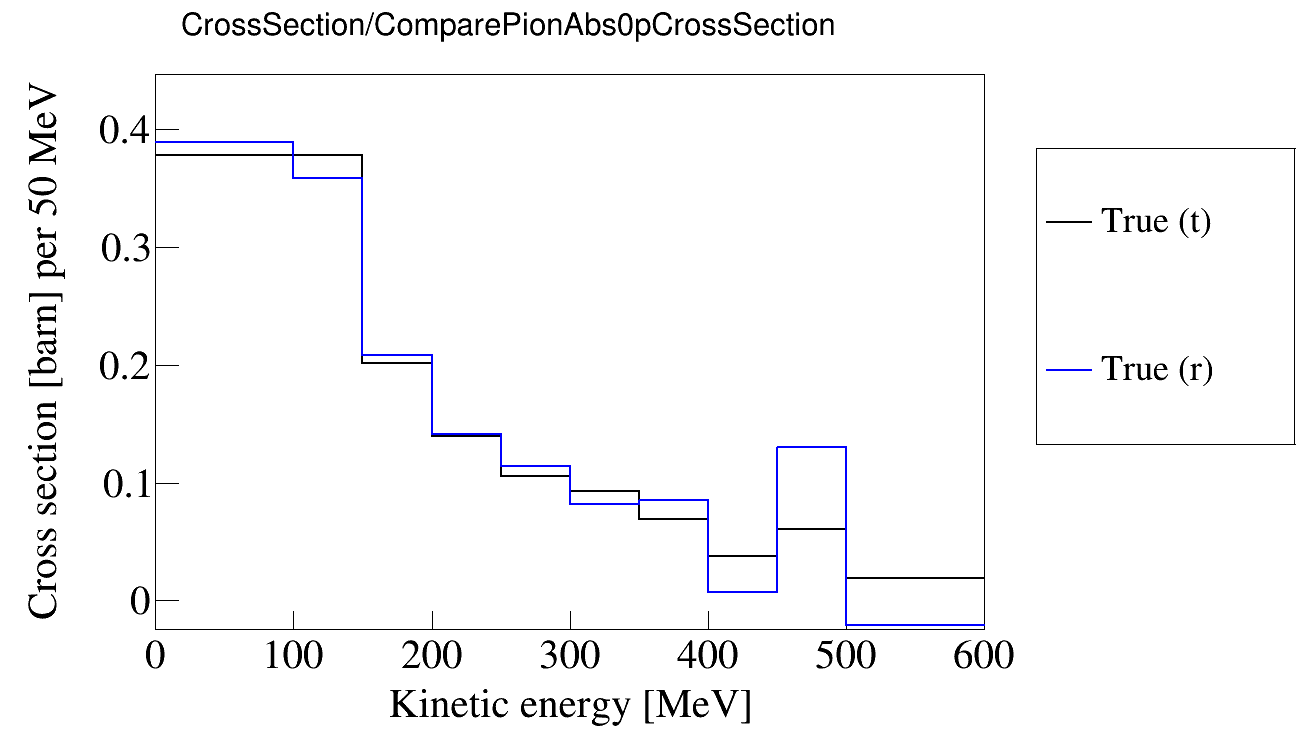 CrossSection/ComparePionAbs0pCrossSection
Cross section [barn] per 50 MeV
0.4
0.3
0.2
0.1
0
0 100 200 300 400 500 600
Kinetic energy [MeV]
True (t)
True (r)